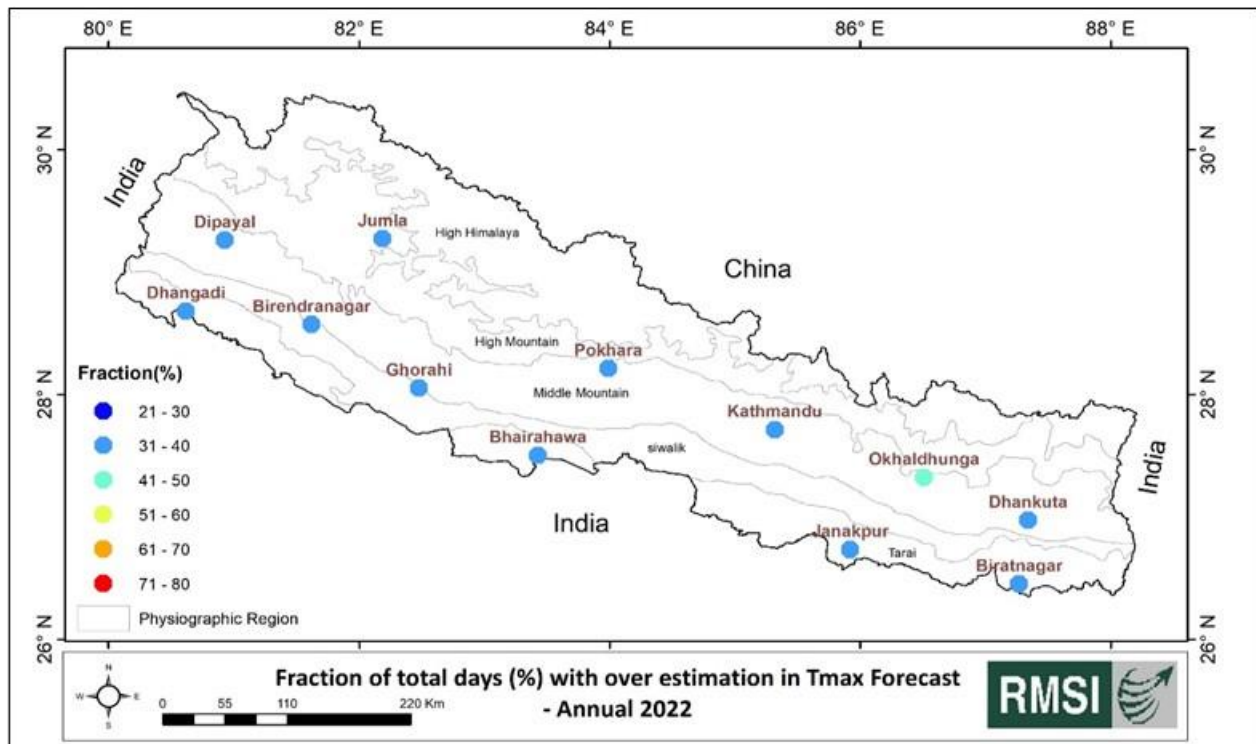 80° E
82° E
84° E
86° E
88° E
30° N
30° N
India
Dipayal
Jumla
High Himalaya
China
Dhangadi
Birendranagar
High Mountain
Pokhara
Fraction(%)
Ghorahi
28° N
28° N
21 - 30
Middle Mountain
Kathmandu
31 - 40
Bhairahawa
siwalik
Okhaldhunga
India
41 - 50
Dhankuta
51 - 60
India
Janakpur
61 - 70
Tarai
Biratnagar
71 - 80
Physiographic Region
26° N
26° N
N
W
E
S
0 55 110 220 Km
Fraction of total days (%) with over estimation in Tmax Forecast
- Annual 2022
RMSI